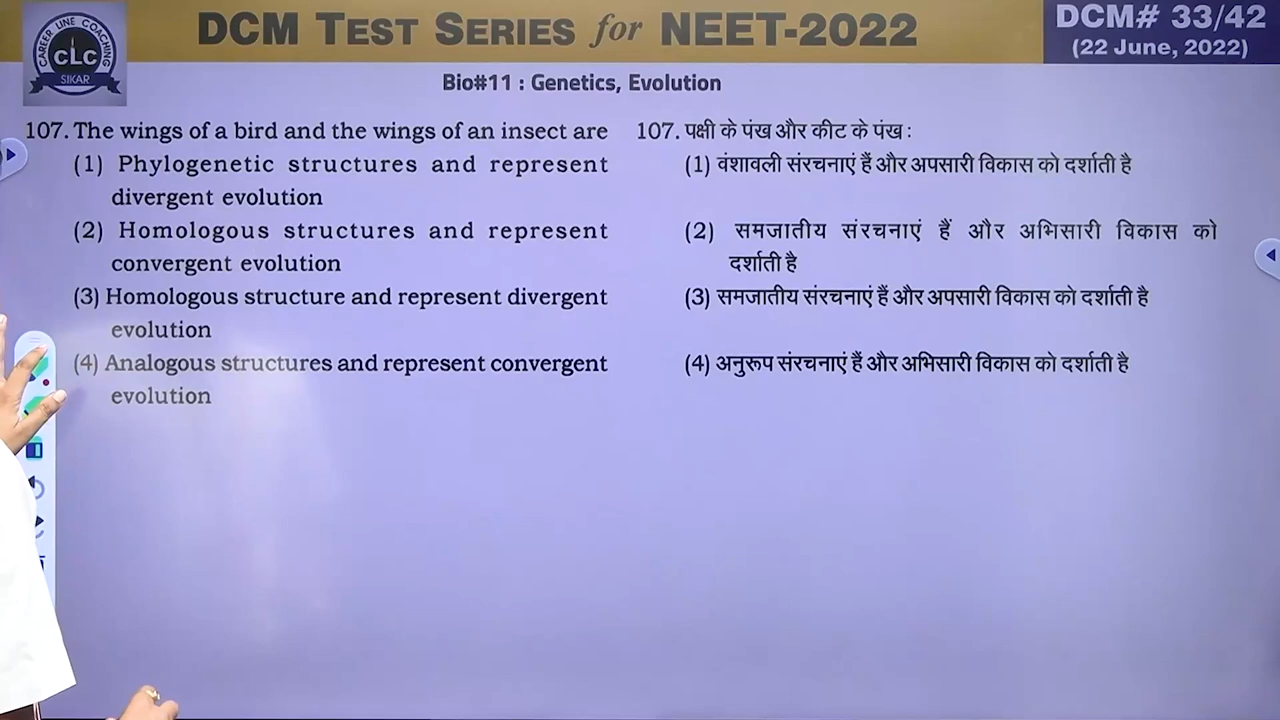 CAREER LINE COACHING
CLC
SIKAR
DCM TEST SERIES for NEET-2022
DCM# 33/42
(22 June, 2022)
Bio#11 : Genetics, Evolution
107. The wings of a bird and the wings of an insect are
(1) Phylogenetic structures and represent
divergent evolution
(2) Homologous structures and represent
convergent evolution
(3) Homologous structure and represent divergent
evolution
(4) Analogous structures and represent convergent
evolution
107. पक्षी के पंख और कीट के पंख :
(1) वंशावली संरचनाएं हैं और अपसारी विकास को दर्शाती है
(2) समजातीय संरचनाएं हैं और अभिसारी विकास को
दर्शाती है
(3) समजातीय संरचनाएं हैं और अपसारी विकास को दर्शाती है
(4) अनुरूप संरचनाएं हैं और अभिसारी विकास को दर्शाती है